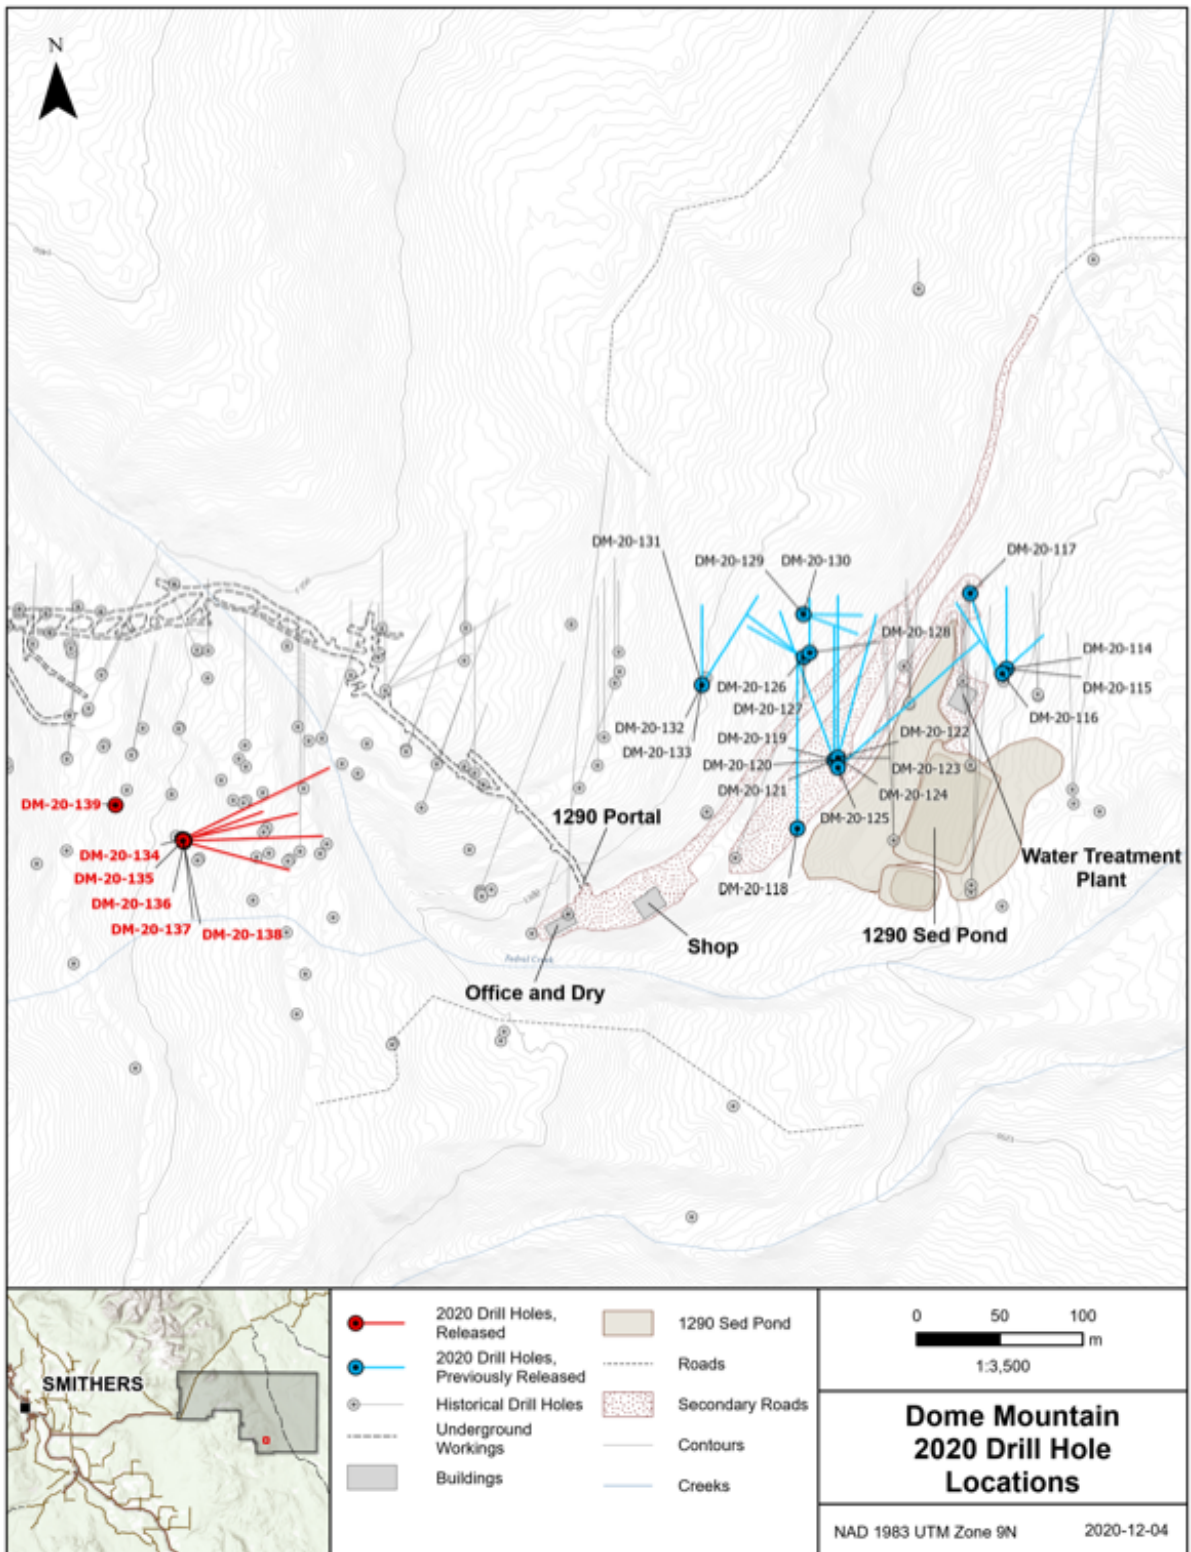 N
DM-20-131
DM-20-129
DM-20-130
DM-20-117
DM-20-128
DM-20-114
DM-20-126
DM-20-115
DM-20-127
DM-20-116
DM-20-132
DM-20-133
DM-20-119
DM-20-122
DM-20-120
DM-20-123
DM-20-121
DM-20-124
DM-20-125
DM-20-139
1290 Portal
DM-20-134
DM-20-135
DM-20-136
DM-20-137
DM-20-138
DM-20-118
Water Treatment
Plant
1290 Sed Pond
Shop
Office and Dry
SMITHERS
2020 Drill Holes,
Released
2020 Drill Holes,
Previously Released
Historical Drill Holes
Underground
Workings
Buildings
1290 Sed Pond
Roads
Secondary Roads
Contours
Creeks
0 50 100
m
1:3,500
Dome Mountain
2020 Drill Hole
Locations
NAD 1983 UTM Zone 9N
2020-12-04